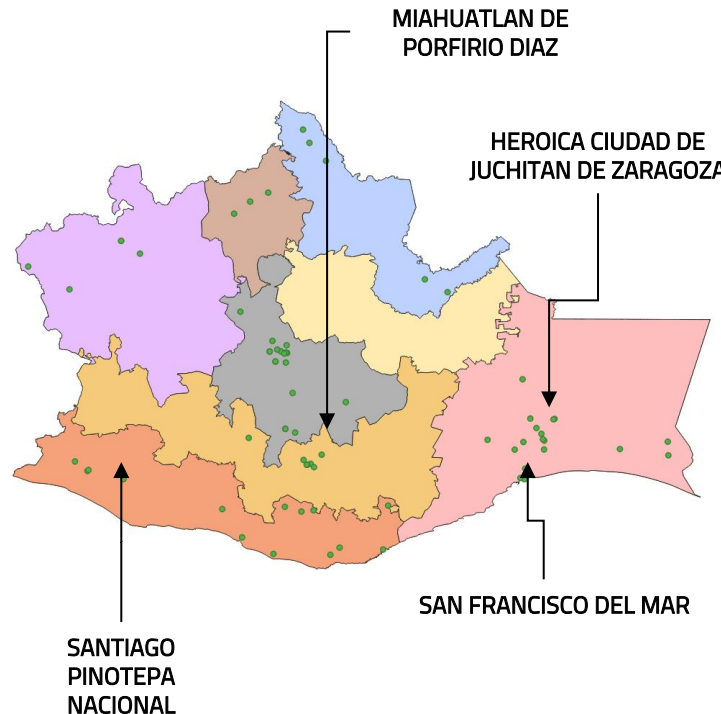 MIAHUATLAN DE
PORFIRIO DIAZ
HEROICA CIUDAD DE
JUCHITAN DE ZARAGOZA
SAN FRANCISCO DEL MAR
SANTIAGO
PINOTEPA
NACIONAL